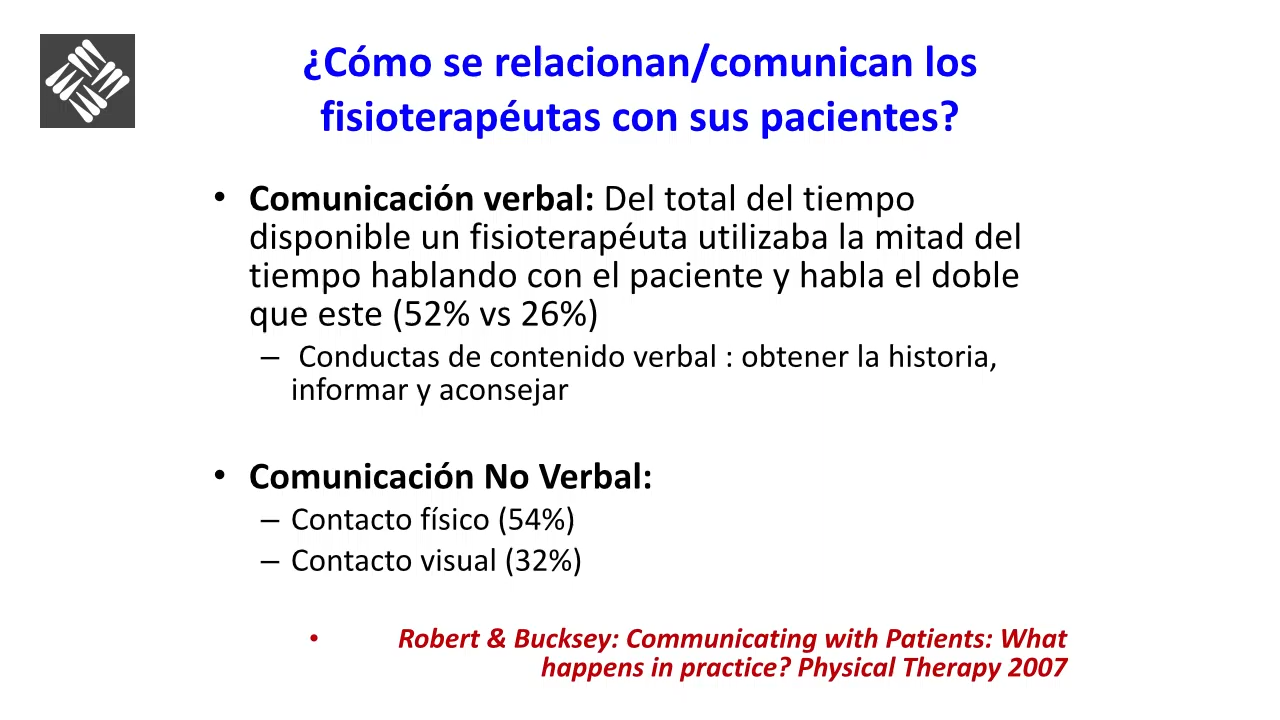 ¿Cómo se relacionan/comunican los
fisioterapéutas con sus pacientes?
• Comunicación verbal: Del total del tiempo
disponible un fisioterapéuta utilizaba la mitad del
tiempo hablando con el paciente y habla el doble
que este (52% vs 26%)
– Conductas de contenido verbal : obtener la historia,
informar y aconsejar
• Comunicación No Verbal:
– Contacto físico (54%)
– Contacto visual (32%)
• Robert & Bucksey: Communicating with Patients: What
happens in practice? Physical Therapy 2007